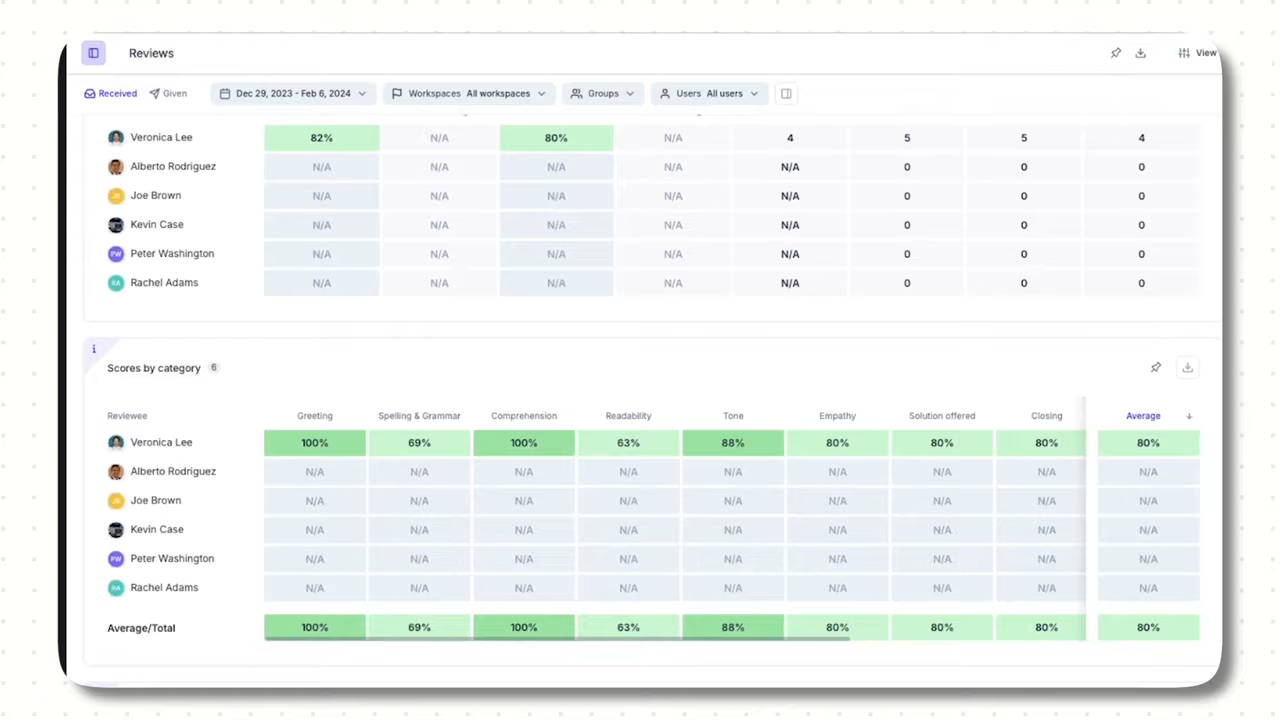 Reviews
View
Received Given Dec 29, 2023 - Feb 6, 2024 Workspaces All workspaces Groups Users All users
Veronica Lee 82% N/A 80% N/A 4 5 5 4
Alberto Rodriguez N/A N/A N/A N/A N/A 0 0 0
Joe Brown N/A N/A N/A N/A N/A 0 0 0
Kevin Case N/A N/A N/A N/A N/A 0 0 0
PW Peter Washington N/A N/A N/A N/A N/A 0 0 0
RA Rachel Adams N/A N/A N/A N/A N/A 0 0 0
i
Scores by category 6
Reviewee Greeting Spelling & Grammar Comprehension Readability Tone Empathy Solution offered Closing Average
Veronica Lee 100% 69% 100% 63% 88% 80% 80% 80% 80%
Alberto Rodriguez N/A N/A N/A N/A N/A N/A N/A N/A N/A
Joe Brown N/A N/A N/A N/A N/A N/A N/A N/A N/A
Kevin Case N/A N/A N/A N/A N/A N/A N/A N/A N/A
PW Peter Washington N/A N/A N/A N/A N/A N/A N/A N/A N/A
RA Rachel Adams N/A N/A N/A N/A N/A N/A N/A N/A N/A
Average/Total 100% 69% 100% 63% 88% 80% 80% 80% 80%